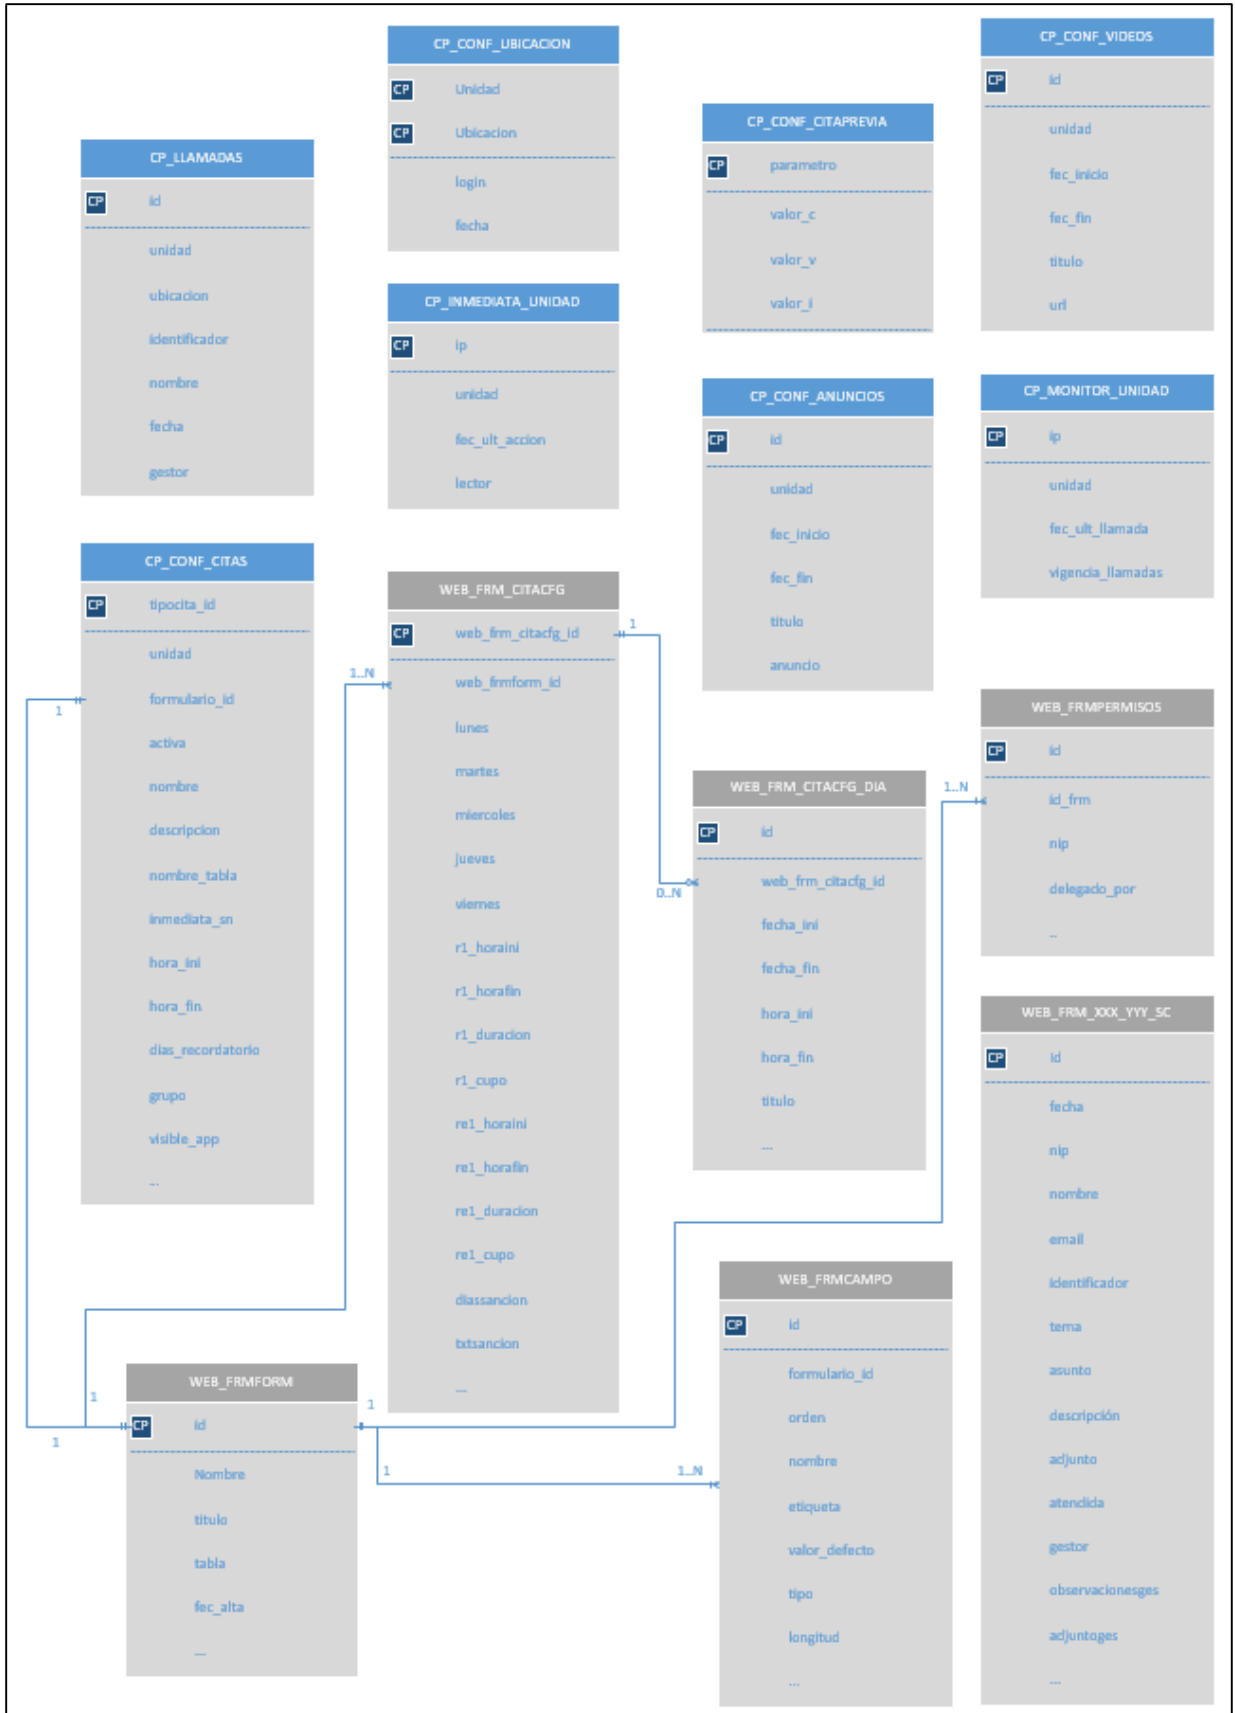 CP_CONF_UBICACION
CP Unidad
CP Ubicacion
login
fecha
CP_CONF_VIDEOS
CP id
unidad
fec_inicio
fec_fin
titulo
url
CP_CONF_CITAPREVIA
CP parametro
valor_c
valor_v
valor_i
CP_LLAMADAS
CP id
unidad
ubicacion
identificador
nombre
fecha
gestor
CP_INMEDIATA_UNIDAD
CP ip
unidad
fec_ult_accion
lector
CP_CONF_ANUNCIOS
CP id
unidad
fec_inicio
fec_fin
titulo
anuncio
CP_MONITOR_UNIDAD
CP ip
unidad
fec_ult_llamada
vigencia_llamadas
CP_CONF_CITAS
CP tipocita_id
unidad
formulario_id
activa
nombre
descripcion
nombre_tabla
inmediata_sn
hora_ini
hora_fin
dias_recordatorio
grupo
visible_app
...
1
WEB_FRM_CITACFG
CP web_frm_citacfg_id
web_frmform_id
lunes
martes
miercoles
jueves
viernes
r1_horaini
r1_horafin
r1_duracion
r1_cupo
re1_horaini
re1_horafin
re1_duracion
re1_cupo
diassancion
txtsancion
...
1
1..N
WEB_FRM_CITACFG_DIA
CP id
web_frm_citacfg_id
fecha_ini
fecha_fin
hora_ini
hora_fin
titulo
...
0..N
WEB_FRMPERMISOS
CP id
id_frm
nip
delegado_por
..
1..N
WEB_FRM_XXX_YYY_SC
CP id
fecha
nip
nombre
email
identificador
tema
asunto
descripción
adjunto
atendida
gestor
observacionesges
adjuntoges
...
WEB_FRMFORM
CP id
Nombre
titulo
tabla
fec_alta
...
1
1
1
1
1..N
WEB_FRMCAMPO
CP id
formulario_id
orden
nombre
etiqueta
valor_defecto
tipo
longitud
...